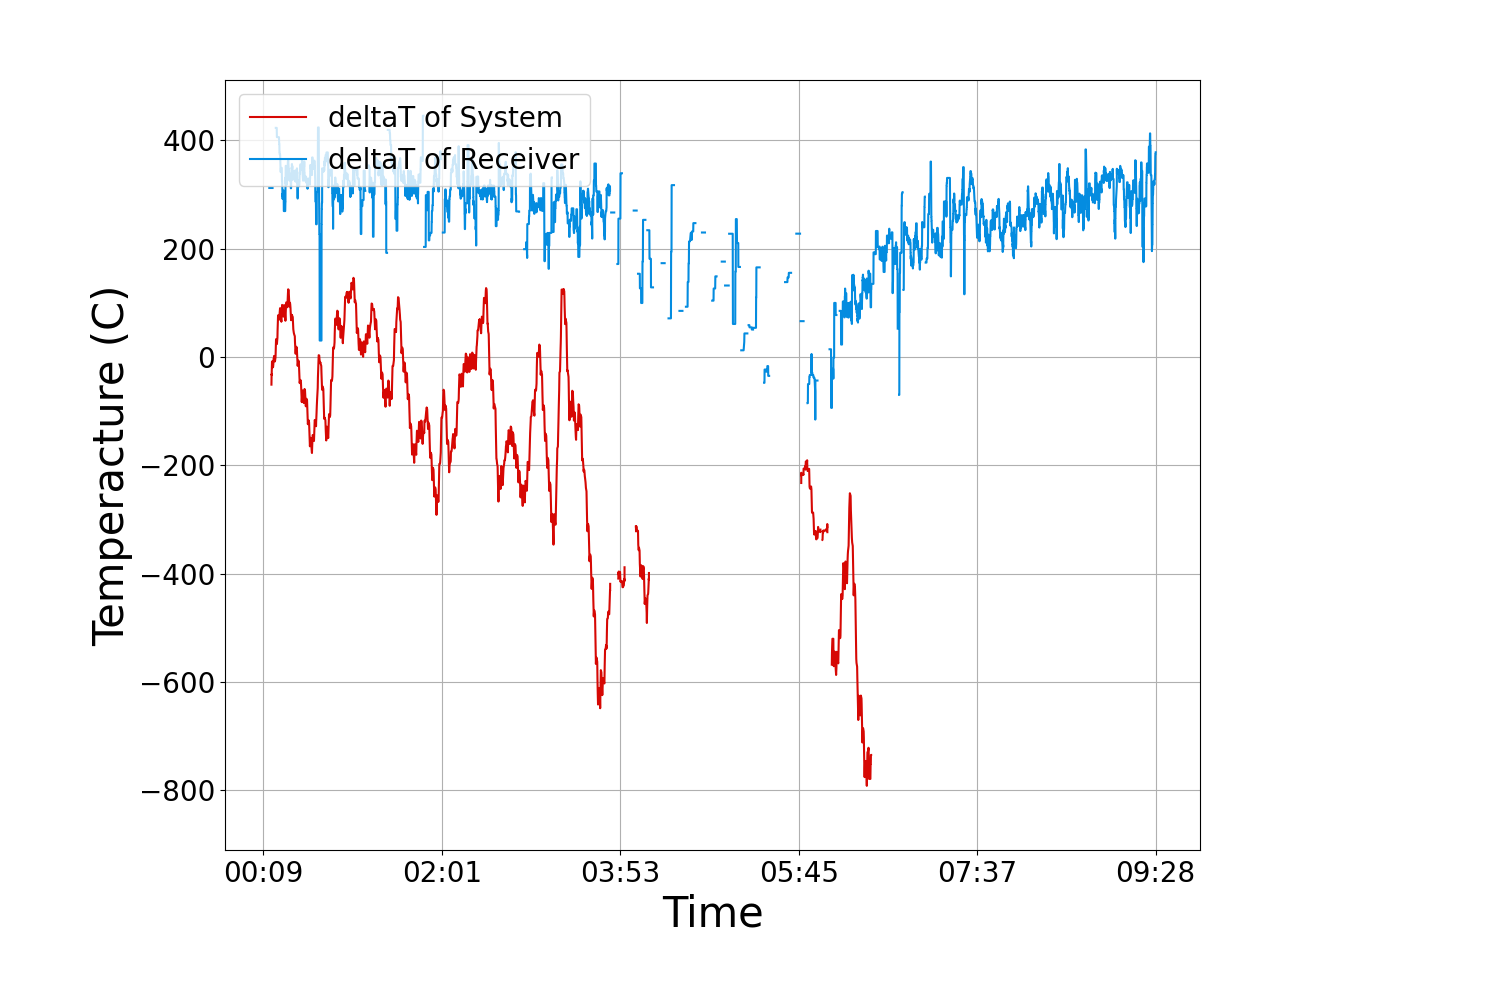 deltaT of System
deltaT of Receiver
400
200
0
−200
−400
−600
−800
Temperacture (C)
00:09 02:01 03:53 05:45 07:37 09:28
Time